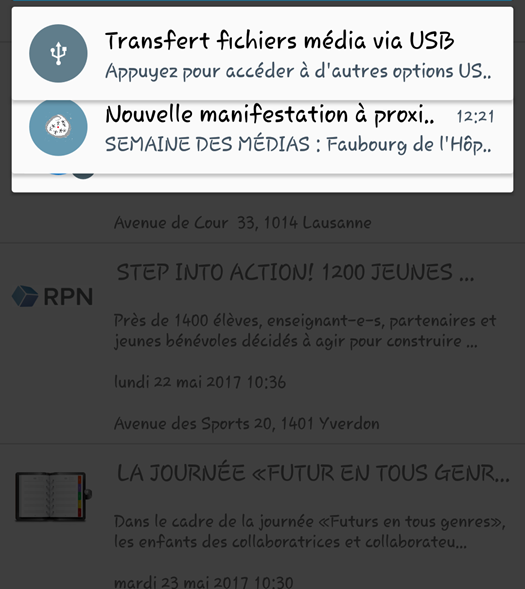 Transfert fichiers média via USB
Appuyez pour accéder à d'autres options US..
Nouvelle manifestation à proxi.. 12:21
SEMAINE DES MÉDIAS : Faubourg de l'Hôp..
Avenue de Cour 33, 1014 Lausanne
STEP INTO ACTION! 1200 JEUNES ...
RPN
Près de 1400 élèves, enseignant-e-s, partenaires et
jeunes bénévoles décidés à agir pour construire ...
lundi 22 mai 2017 10:36
Avenue des Sports 20, 1401 Yverdon
LA JOURNÉE «FUTUR EN TOUS GENR...
Dans le cadre de la journée «Futurs en tous genres»,
les enfants des collaboratrices et collaborateu...
mardi 23 mai 2017 10:30